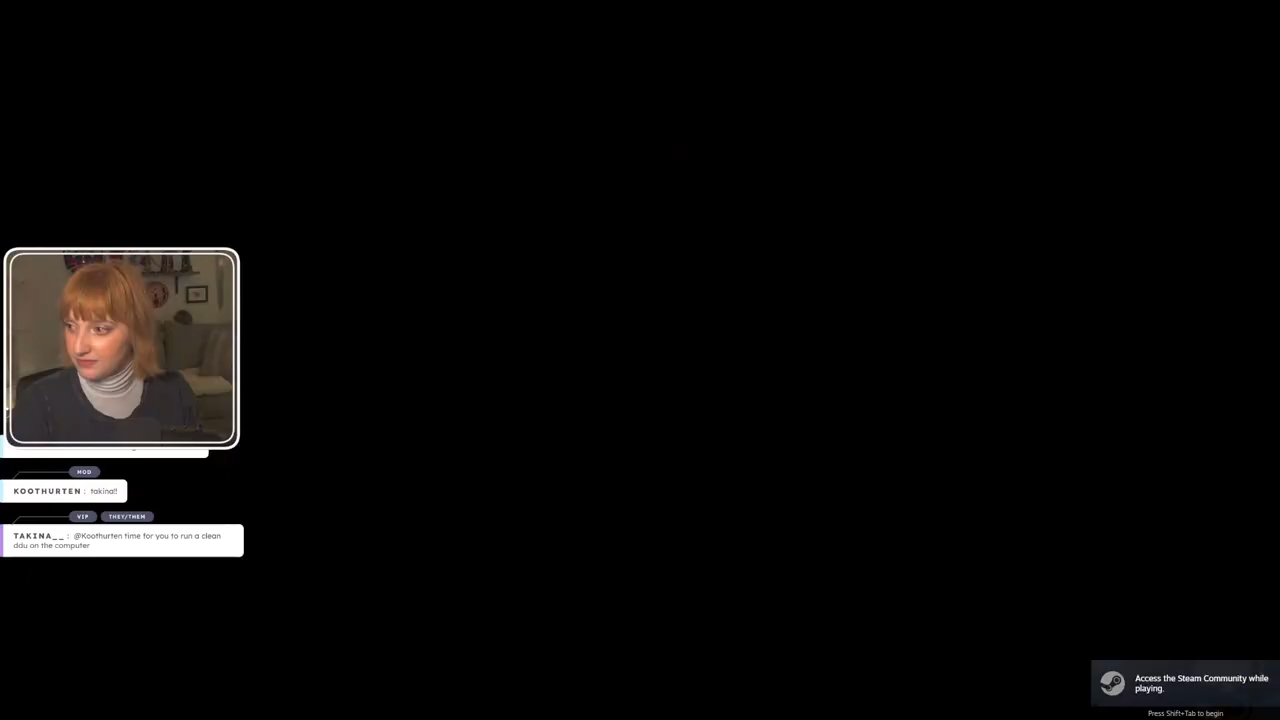 MOD
KOOTHURTEN : takina!!
VIP THEY/THEM
TAKINA__ : @Koothurten time for you to run a clean
ddu on the computer
Access the Steam Community while
playing.
Press Shift+Tab to begin